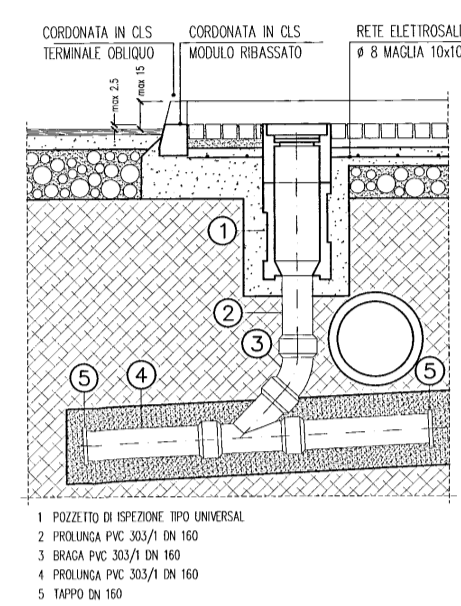 CORDONATA IN CLS
TERMINALE OBLIQUO
CORDONATA IN CLS
MODULO RIBASSATO
RETE ELETTROSAL
ø 8 MAGLIA 10x10
max 2.5
max 15
1
2
3
5
4
5
1 POZZETTO DI ISPEZIONE TIPO UNIVERSAL
2 PROLUNGA PVC 303/1 DN 160
3 BRAGA PVC 303/1 DN 160
4 PROLUNGA PVC 303/1 DN 160
5 TAPPO DN 160